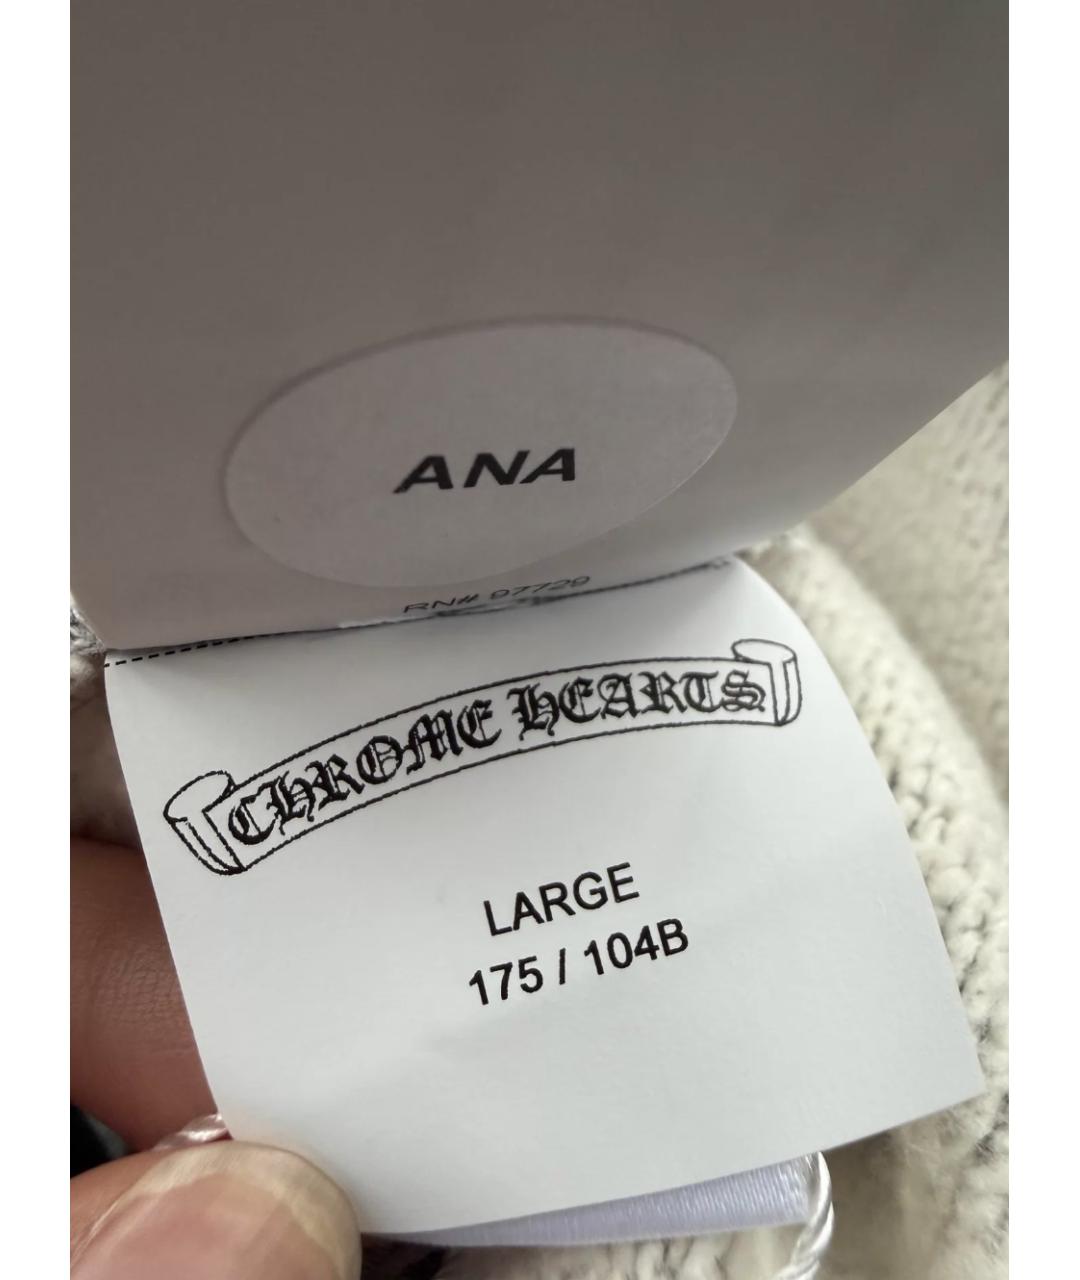 ANA
RN# 97729
CHROME HEARTS
LARGE
175 / 104B